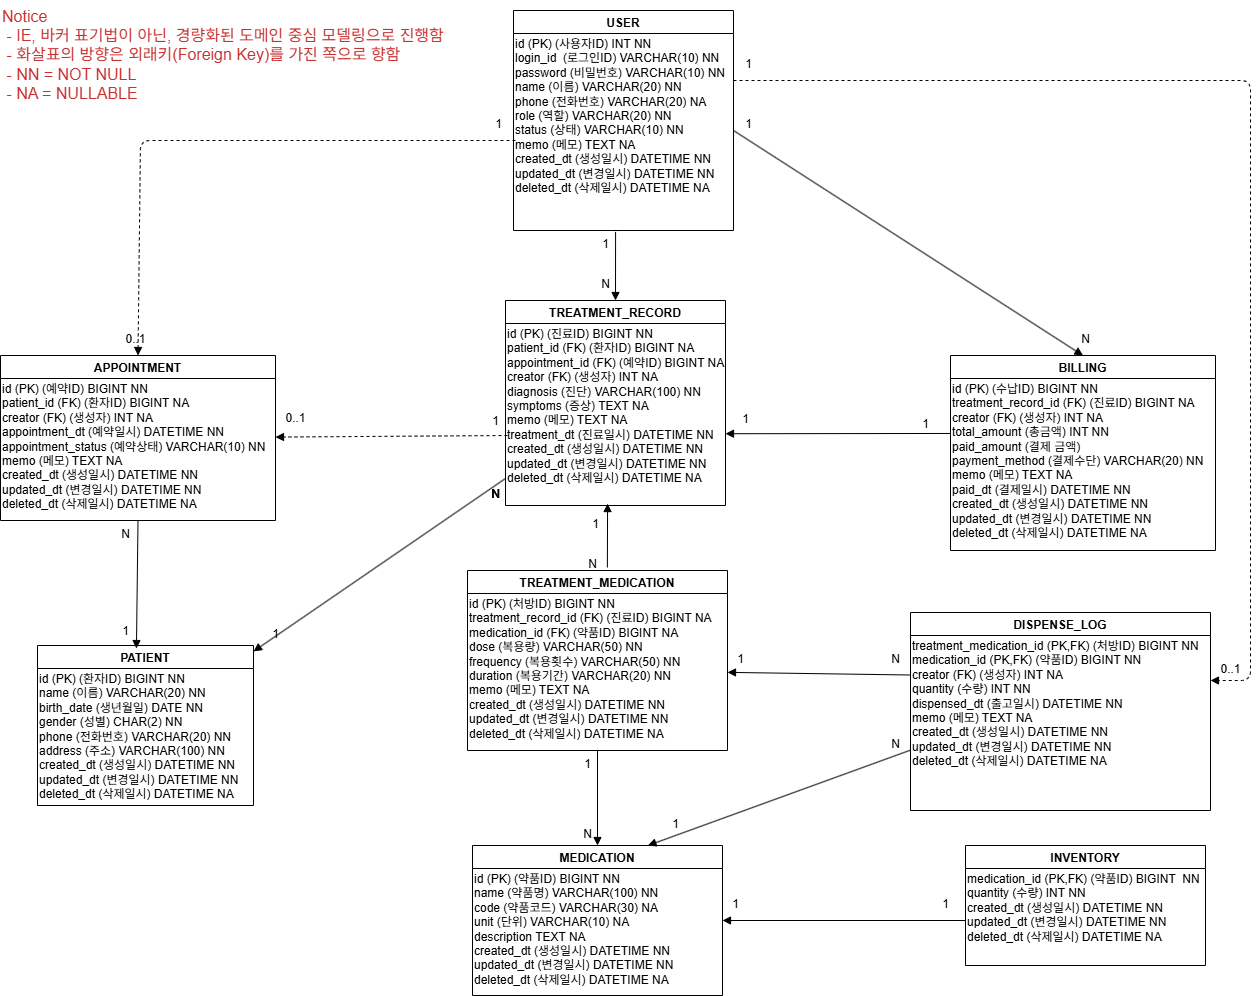 Notice
- IE, 바커 표기법이 아닌, 경량화된 도메인 중심 모델링으로 진행함
- 화살표의 방향은 외래키(Foreign Key)를 가진 쪽으로 향함
- NN = NOT NULL
- NA = NULLABLE
USER
id (PK) (사용자ID) INT NN
login_id  (로그인ID) VARCHAR(10) NN
password (비밀번호) VARCHAR(10) NN
name (이름) VARCHAR(20) NN
phone (전화번호) VARCHAR(20) NA
role (역할) VARCHAR(20) NN
status (상태) VARCHAR(10) NN
memo (메모) TEXT NA
created_dt (생성일시) DATETIME NN
updated_dt (변경일시) DATETIME NN
deleted_dt (삭제일시) DATETIME NA
1
1
1
1
N
0..1
N
TREATMENT_RECORD
id (PK) (진료ID) BIGINT NN
patient_id (FK) (환자ID) BIGINT NA
appointment_id (FK) (예약ID) BIGINT NA
creator (FK) (생성자) INT NA
diagnosis (진단) VARCHAR(100) NN
symptoms (증상) TEXT NA
memo (메모) TEXT NA
treatment_dt (진료일시) DATETIME NN
created_dt (생성일시) DATETIME NN
updated_dt (변경일시) DATETIME NN
deleted_dt (삭제일시) DATETIME NA
APPOINTMENT
id (PK) (예약ID) BIGINT NN
patient_id (FK) (환자ID) BIGINT NA
creator (FK) (생성자) INT NA
appointment_dt (예약일시) DATETIME NN
appointment_status (예약상태) VARCHAR(10) NN
memo (메모) TEXT NA
created_dt (생성일시) DATETIME NN
updated_dt (변경일시) DATETIME NN
deleted_dt (삭제일시) DATETIME NA
BILLING
id (PK) (수납ID) BIGINT NN
treatment_record_id (FK) (진료ID) BIGINT NA
creator (FK) (생성자) INT NA
total_amount (총금액) INT NN
paid_amount (결제 금액)
payment_method (결제수단) VARCHAR(20) NN
memo (메모) TEXT NA
paid_dt (결제일시) DATETIME NN
created_dt (생성일시) DATETIME NN
updated_dt (변경일시) DATETIME NN
deleted_dt (삭제일시) DATETIME NA
0..1
1
1
1
N
N
1
1
1
N
PATIENT
id (PK) (환자ID) BIGINT NN
name (이름) VARCHAR(20) NN
birth_date (생년월일) DATE NN
gender (성별) CHAR(2) NN
phone (전화번호) VARCHAR(20) NN
address (주소) VARCHAR(100) NN
created_dt (생성일시) DATETIME NN
updated_dt (변경일시) DATETIME NN
deleted_dt (삭제일시) DATETIME NA
TREATMENT_MEDICATION
id (PK) (처방ID) BIGINT NN
treatment_record_id (FK) (진료ID) BIGINT NA
medication_id (FK) (약품ID) BIGINT NA
dose (복용량) VARCHAR(50) NN
frequency (복용횟수) VARCHAR(50) NN
duration (복용기간) VARCHAR(20) NN
memo (메모) TEXT NA
created_dt (생성일시) DATETIME NN
updated_dt (변경일시) DATETIME NN
deleted_dt (삭제일시) DATETIME NA
DISPENSE_LOG
treatment_medication_id (PK,FK) (처방ID) BIGINT NN
medication_id (PK,FK) (약품ID) BIGINT NN
creator (FK) (생성자) INT NA
quantity (수량) INT NN
dispensed_dt (출고일시) DATETIME NN
memo (메모) TEXT NA
created_dt (생성일시) DATETIME NN
updated_dt (변경일시) DATETIME NN
deleted_dt (삭제일시) DATETIME NA
1
N
0..1
N
1
1
N
MEDICATION
id (PK) (약품ID) BIGINT NN
name (약품명) VARCHAR(100) NN
code (약품코드) VARCHAR(30) NA
unit (단위) VARCHAR(10) NA
description TEXT NA
created_dt (생성일시) DATETIME NN
updated_dt (변경일시) DATETIME NN
deleted_dt (삭제일시) DATETIME NA
1
1
INVENTORY
medication_id (PK,FK) (약품ID) BIGINT  NN
quantity (수량) INT NN
created_dt (생성일시) DATETIME NN
updated_dt (변경일시) DATETIME NN
deleted_dt (삭제일시) DATETIME NA